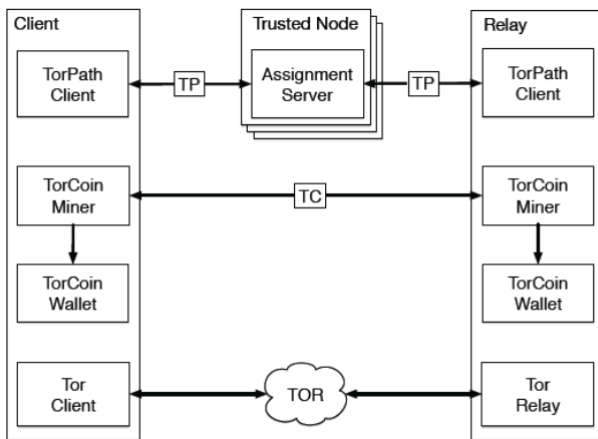 Client
Trusted Node
Relay
TorPath
Client
TP
Assignment
Server
TP
TorPath
Client
TorCoin
Miner
TC
TorCoin
Miner
TorCoin
Wallet
TorCoin
Wallet
Tor
Client
TOR
Tor
Relay